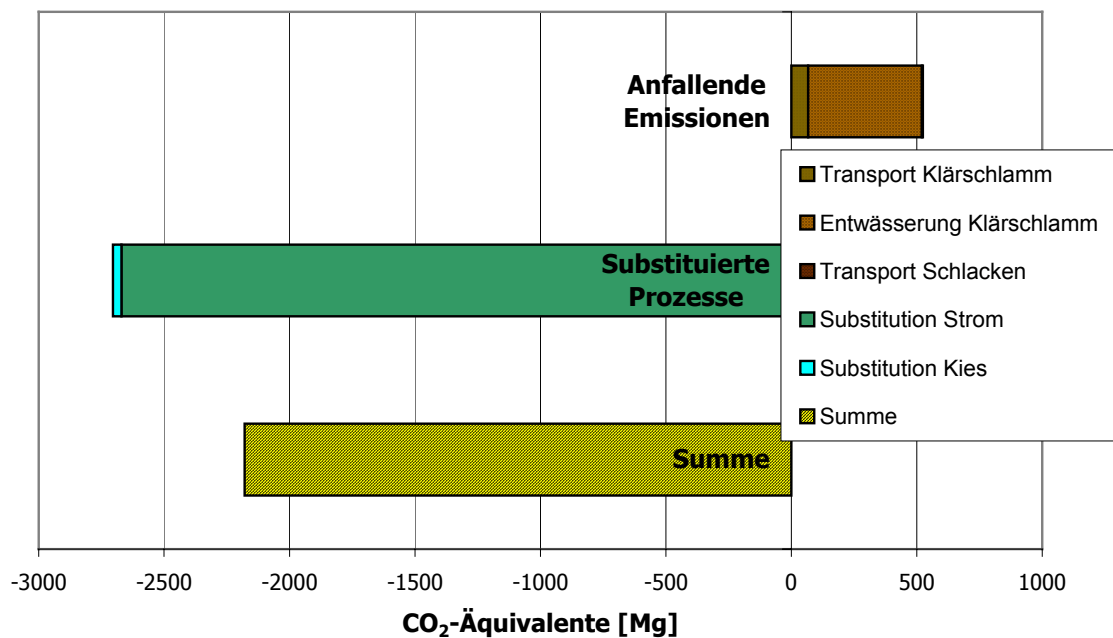 Anfallende
Emissionen
Transport Klärschlamm
Entwässerung Klärschlamm
Transport Schlacken
Substitution Strom
Substitution Kies
Summe
Substituierte
Prozesse
Summe
-3000 -2500 -2000 -1500 -1000 -500 0 500 1000
CO₂-Äquivalente [Mg]